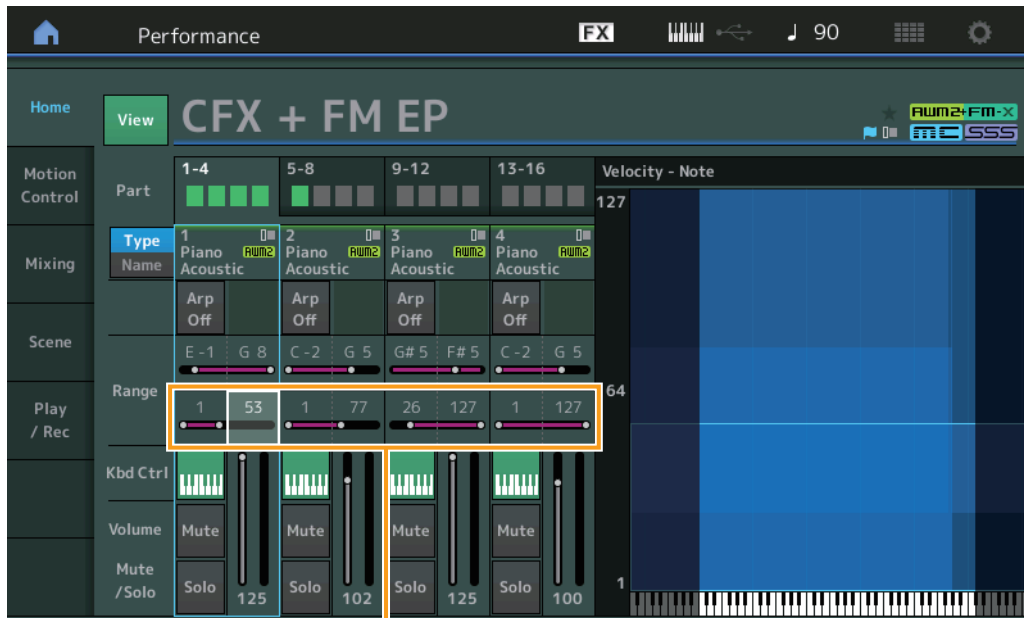 Performance FX 90
Home View CFX + FM EP AWM2+FM-X
MC SSS
Motion Control
Part 1-4 5-8 9-12 13-16 Velocity - Note
127
Type 1 2 3 4
Name Piano AWM2 Piano AWM2 Piano AWM2 Piano AWM2
Mixing Acoustic Acoustic Acoustic Acoustic
Arp Arp Arp Arp
Off Off Off Off
Scene
E -1 G 8 C -2 G 5 G# 5 F# 5 C -2 G 5
Range 64
1 53 1 77 26 127 1 127
Play
/ Rec
Kbd Ctrl
Volume Mute Mute Mute Mute
Mute
/Solo Solo 125 Solo 102 Solo 125 Solo 100 1